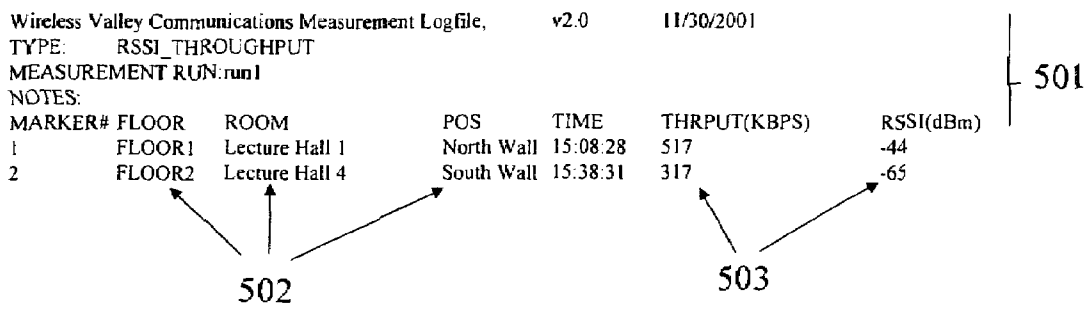 Wireless Valley Communications Measurement Logfile, v2.0 11/30/2001
TYPE: RSSI_THROUGHPUT
MEASUREMENT RUN:run1
NOTES:
501
MARKER# FLOOR ROOM POS TIME THRPUT(KBPS) RSSI(dBm)
1 FLOOR1 Lecture Hall 1 North Wall 15:08:28 517 -44
2 FLOOR2 Lecture Hall 4 South Wall 15:38:31 317 -65
502 503